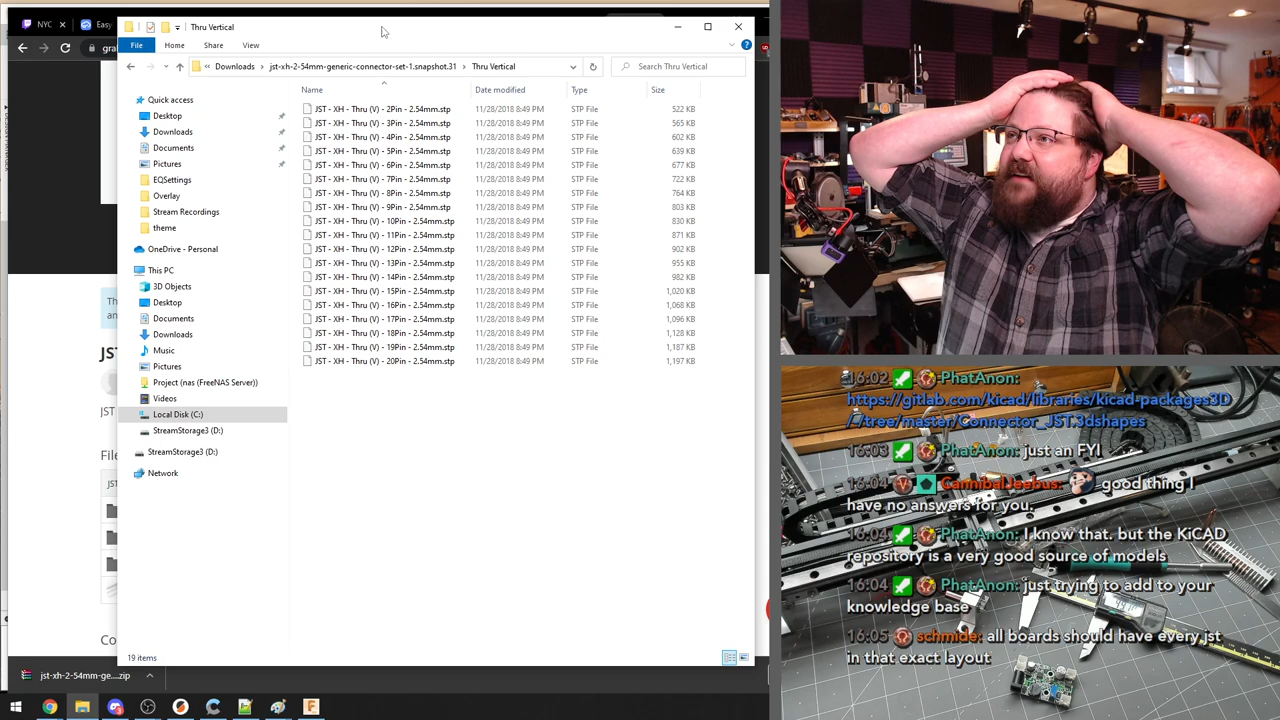 NYC
Easy
Thru Vertical
File
Home
Share
View
« Downloads > jst-xh-2-54mm-generic-connector-set-1.snapshot.31 > Thru Vertical
Search Thru Vertical
Name
Date modified
Type
Size
Quick access
Desktop
Downloads
Documents
Pictures
EQSettings
Overlay
Stream Recordings
theme
OneDrive - Personal
This PC
3D Objects
Desktop
Documents
Downloads
Music
Pictures
Project (nas (FreeNAS Server))
Videos
Local Disk (C:)
StreamStorage3 (D:)
StreamStorage3 (D:)
Network
JST - XH - Thru (V) - 2Pin - 2.54mm.stp 11/28/2018 8:49 PM STP File 522 KB
JST - XH - Thru (V) - 3Pin - 2.54mm.stp 11/28/2018 8:49 PM STP File 565 KB
JST - XH - Thru (V) - 4Pin - 2.54mm.stp 11/28/2018 8:49 PM STP File 602 KB
JST - XH - Thru (V) - 5Pin - 2.54mm.stp 11/28/2018 8:49 PM STP File 639 KB
JST - XH - Thru (V) - 6Pin - 2.54mm.stp 11/28/2018 8:49 PM STP File 677 KB
JST - XH - Thru (V) - 7Pin - 2.54mm.stp 11/28/2018 8:49 PM STP File 722 KB
JST - XH - Thru (V) - 8Pin - 2.54mm.stp 11/28/2018 8:49 PM STP File 764 KB
JST - XH - Thru (V) - 9Pin - 2.54mm.stp 11/28/2018 8:49 PM STP File 803 KB
JST - XH - Thru (V) - 10Pin - 2.54mm.stp 11/28/2018 8:49 PM STP File 830 KB
JST - XH - Thru (V) - 11Pin - 2.54mm.stp 11/28/2018 8:49 PM STP File 871 KB
JST - XH - Thru (V) - 12Pin - 2.54mm.stp 11/28/2018 8:49 PM STP File 902 KB
JST - XH - Thru (V) - 13Pin - 2.54mm.stp 11/28/2018 8:49 PM STP File 955 KB
JST - XH - Thru (V) - 14Pin - 2.54mm.stp 11/28/2018 8:49 PM STP File 982 KB
JST - XH - Thru (V) - 15Pin - 2.54mm.stp 11/28/2018 8:49 PM STP File 1,020 KB
JST - XH - Thru (V) - 16Pin - 2.54mm.stp 11/28/2018 8:49 PM STP File 1,068 KB
JST - XH - Thru (V) - 17Pin - 2.54mm.stp 11/28/2018 8:49 PM STP File 1,096 KB
JST - XH - Thru (V) - 18Pin - 2.54mm.stp 11/28/2018 8:49 PM STP File 1,128 KB
JST - XH - Thru (V) - 19Pin - 2.54mm.stp 11/28/2018 8:49 PM STP File 1,187 KB
JST - XH - Thru (V) - 20Pin - 2.54mm.stp 11/28/2018 8:49 PM STP File 1,197 KB
19 items
gral
Th
an
JS
JST
File
JST
Co
jst-xh-2-54mm-ge....zip
16:02 PhatAnon:
https://gitlab.com/kicad/libraries/kicad-packages3D
/-/tree/master/Connector_JST.3dshapes
16:03 PhatAnon: just an FYI
16:04 CannibalJeebus: good thing I
have no answers for you.
16:04 PhatAnon: I know that. but the KiCAD
repository is a very good source of models
16:04 PhatAnon: just trying to add to your
knowledge base
16:05 schmide: all boards should have every jst
in that exact layout